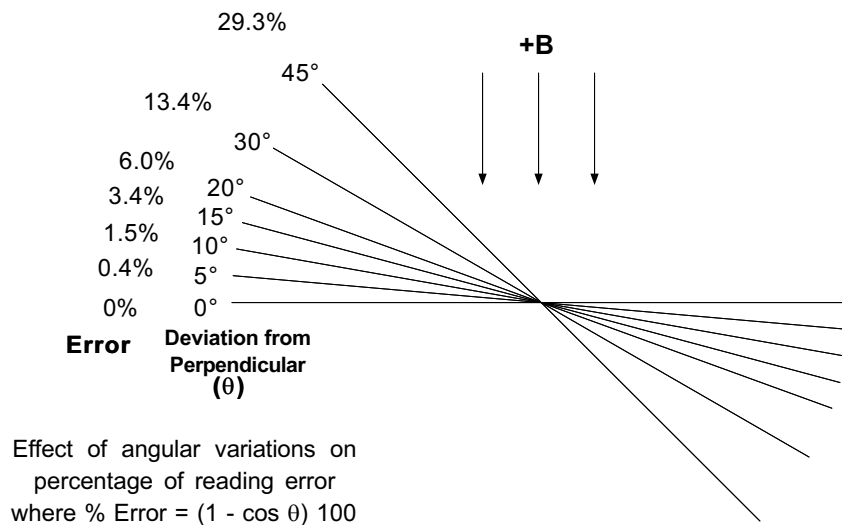 29.3%
+B
45°
13.4%
30°
6.0%
20°
3.4%
15°
1.5%
10°
0.4%
5°
0%
0°
Error
Deviation from
Perpendicular
(θ)
Effect of angular variations on
percentage of reading error
where % Error = (1 - cos θ) 100